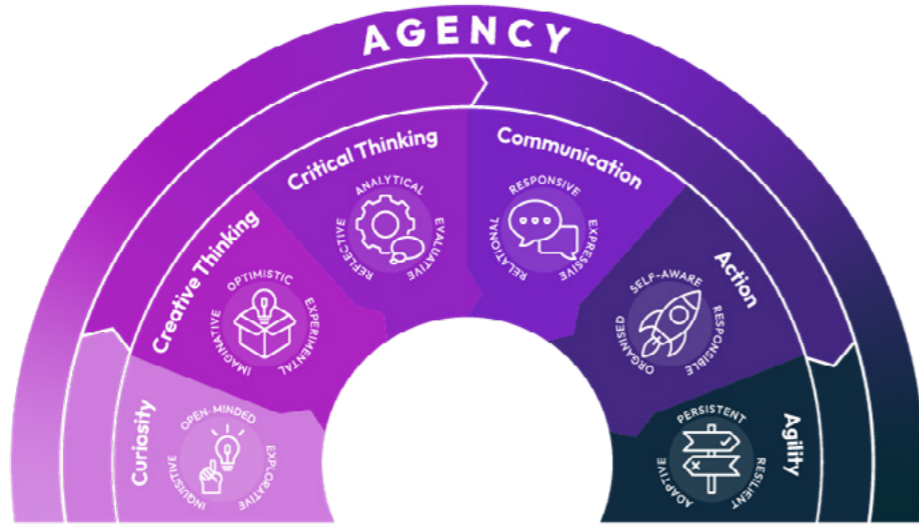 AGENCY
Curiosity
INQUISITIVE
OPEN-MINDED
EXPLORATIVE
Creative Thinking
IMAGINATIVE
OPTIMISTIC
EXPERIMENTAL
Critical Thinking
REFLECTIVE
ANALYTICAL
EVALUATIVE
Communication
RELATIONAL
RESPONSIVE
EXPRESSIVE
Action
ORGANISED
SELF-AWARE
RESPONSIBLE
Agility
ADAPTIVE
PERSISTENT
RESILIENT